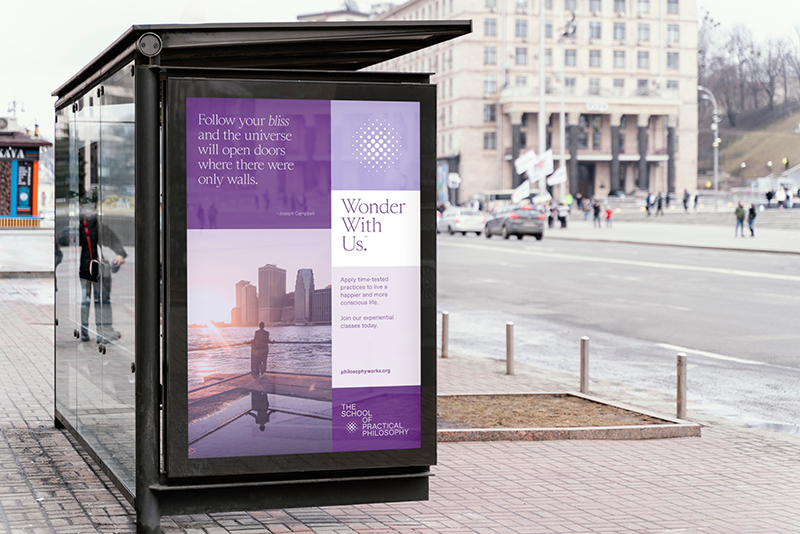 Follow your bliss
and the universe
will open doors
where there were
only walls.
–Joseph Campbell
Wonder
With
Us.
Apply time-tested
practices to live a
happier and more
conscious life.
Join our experiential
classes today.
philosophyworks.org
THE
SCHOOL
OF
PRACTICAL
PHILOSOPHY